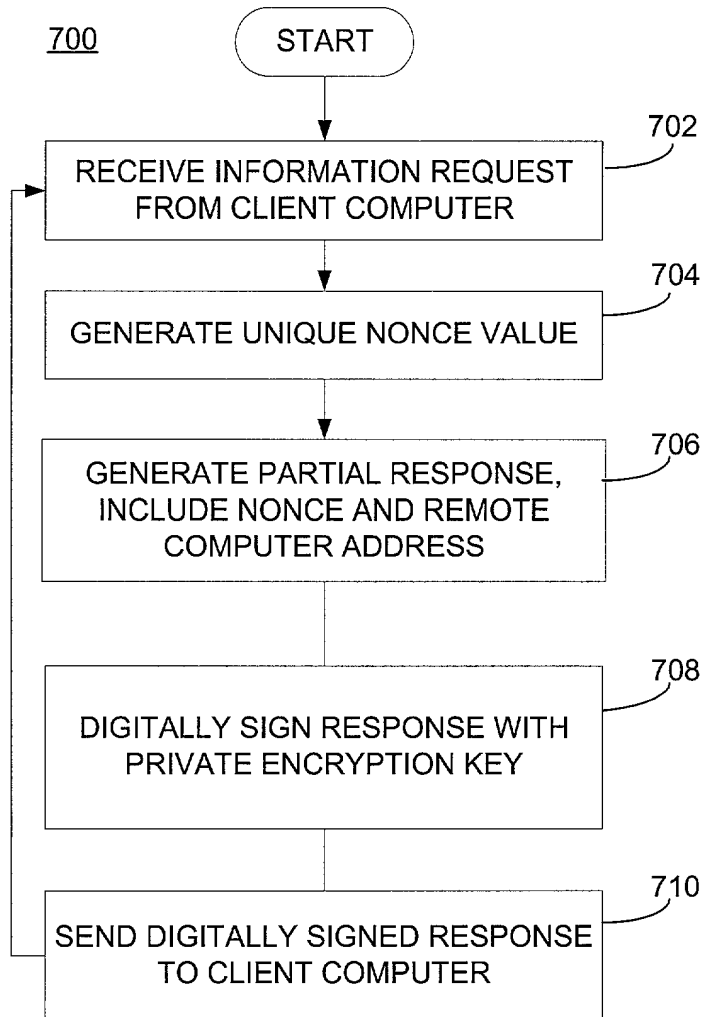 700
START
702
RECEIVE INFORMATION REQUEST
FROM CLIENT COMPUTER
704
GENERATE UNIQUE NONCE VALUE
706
GENERATE PARTIAL RESPONSE,
INCLUDE NONCE AND REMOTE
COMPUTER ADDRESS
708
DIGITALLY SIGN RESPONSE WITH
PRIVATE ENCRYPTION KEY
710
SEND DIGITALLY SIGNED RESPONSE
TO CLIENT COMPUTER